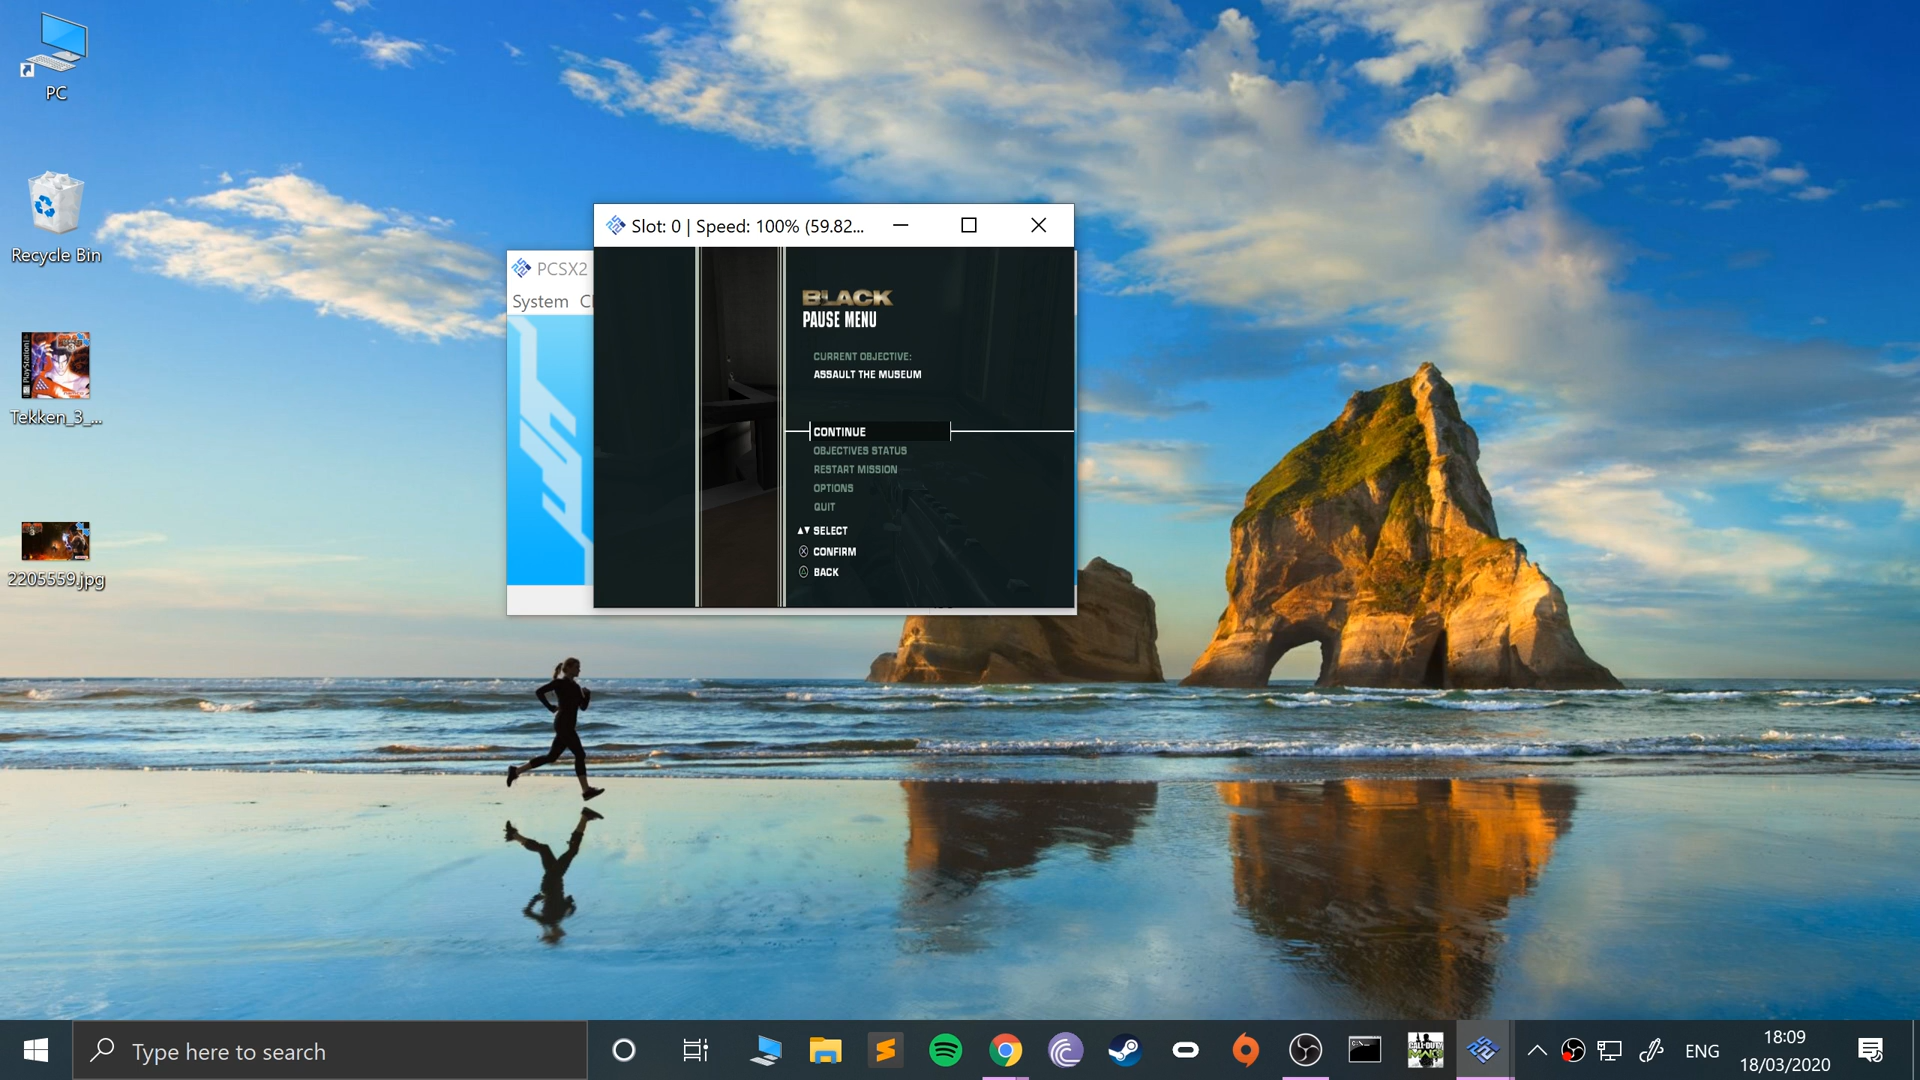 PC
Recycle Bin
Tekken_3_...
2205559.jpg
PCSX2
System
Slot: 0 | Speed: 100% (59.82...
BLACK
PAUSE MENU
CURRENT OBJECTIVE:
ASSAULT THE MUSEUM
CONTINUE
OBJECTIVES STATUS
RESTART MISSION
OPTIONS
QUIT
▲▼ SELECT
CONFIRM
BACK
Type here to search
ENG
18:09
18/03/2020